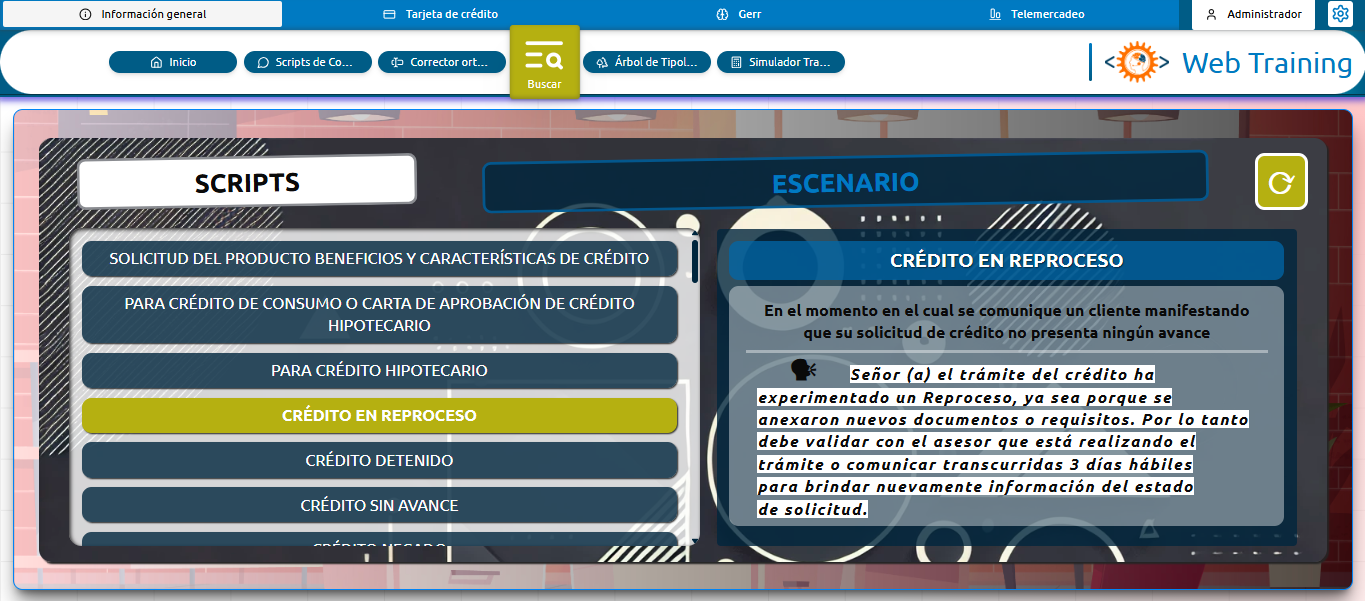 Información general
Tarjeta de crédito
Gerr
Telemercadeo
Administrador
Inicio
Scripts de Co...
Corrector ort...
Buscar
Árbol de Tipol...
Simulador Tra...
< > Web Training
SCRIPTS
ESCENARIO
SOLICITUD DEL PRODUCTO BENEFICIOS Y CARACTERÍSTICAS DE CRÉDITO
PARA CRÉDITO DE CONSUMO O CARTA DE APROBACIÓN DE CRÉDITO
HIPOTECARIO
PARA CRÉDITO HIPOTECARIO
CRÉDITO EN REPROCESO
CRÉDITO DETENIDO
CRÉDITO SIN AVANCE
CRÉDITO NEGADO
CRÉDITO EN REPROCESO
En el momento en el cual se comunique un cliente manifestando
que su solicitud de crédito no presenta ningún avance
Señor (a) el trámite del crédito ha
experimentado un Reproceso, ya sea porque se
anexaron nuevos documentos o requisitos. Por lo tanto
debe validar con el asesor que está realizando el
trámite o comunicar transcurridas 3 días hábiles
para brindar nuevamente información del estado
de solicitud.